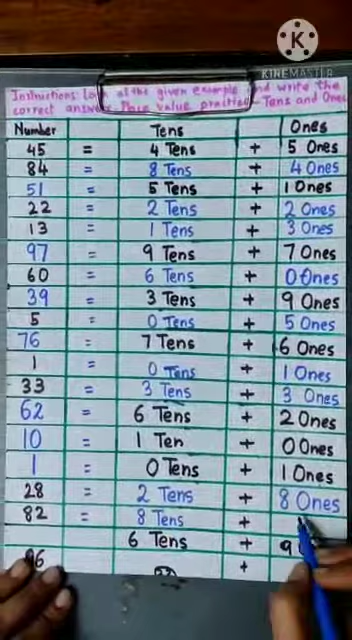 K
KINEMASTER
Instructions: Look at the given example and write the
correct answer - Place value practice - Tens and Ones
Number Tens Ones
45 = 4 Tens + 5 Ones
84 = 8 Tens + 4 Ones
51 = 5 Tens + 1 Ones
22 = 2 Tens + 2 Ones
13 = 1 Tens + 3 Ones
97 = 9 Tens + 7 Ones
60 = 6 Tens + 0 Ones
39 = 3 Tens + 9 Ones
5 = 0 Tens + 5 Ones
76 = 7 Tens + 6 Ones
1 = 0 Tens + 1 Ones
33 = 3 Tens + 3 Ones
62 = 6 Tens + 2 Ones
10 = 1 Ten + 0 Ones
1 = 0 Tens + 1 Ones
28 = 2 Tens + 8 Ones
82 = 8 Tens +
6 Tens + 9
+